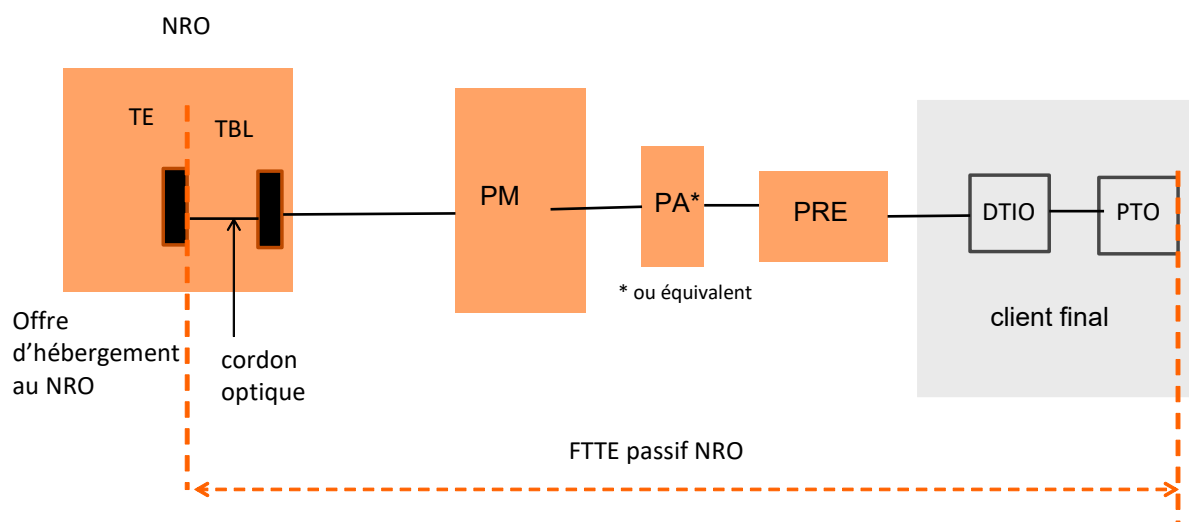 NRO
TE
TBL
PM
PA*
PRE
DTIO
PTO
* ou équivalent
client final
Offre
d’hébergement
au NRO
cordon
optique
FTTE passif NRO